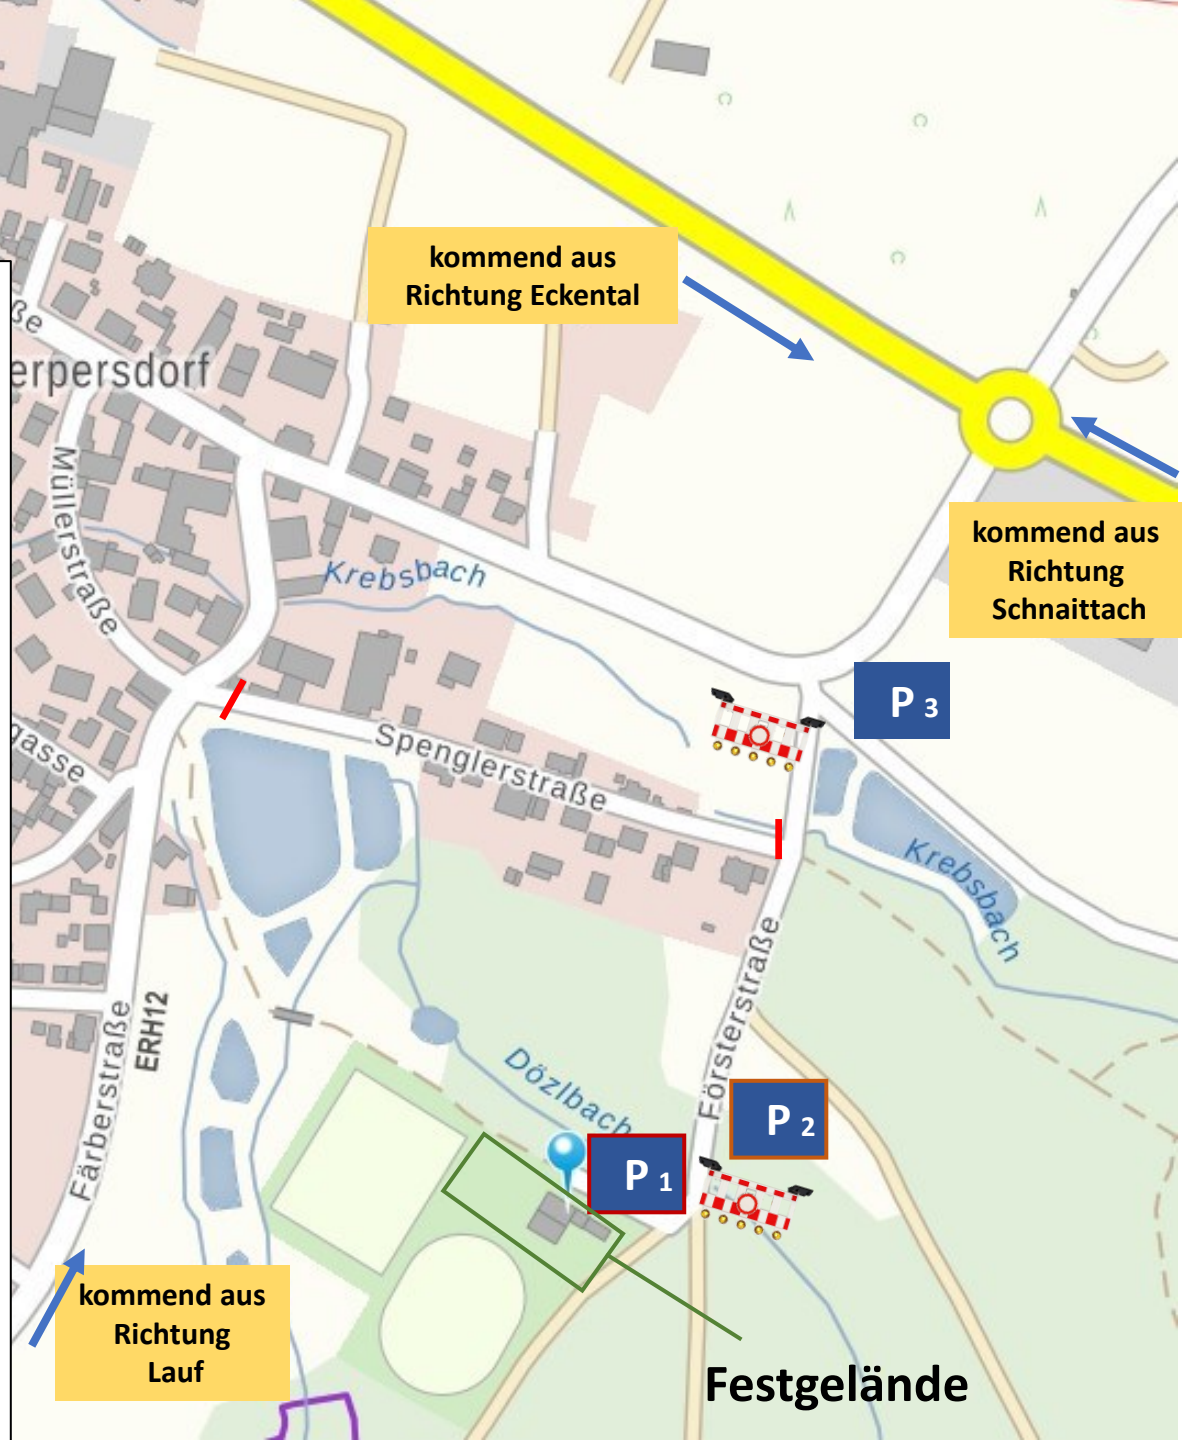 kommend aus
Richtung Eckental
ße
erpersdorf
Müllerstraße
Krebsbach
kommend aus
Richtung
Schnaittach
P 3
gasse
Spenglerstraße
Krebsbach
Färberstraße
ERH12
Försterstraße
Dözlbach
P 2
P 1
kommend aus
Richtung
Lauf
Festgelände